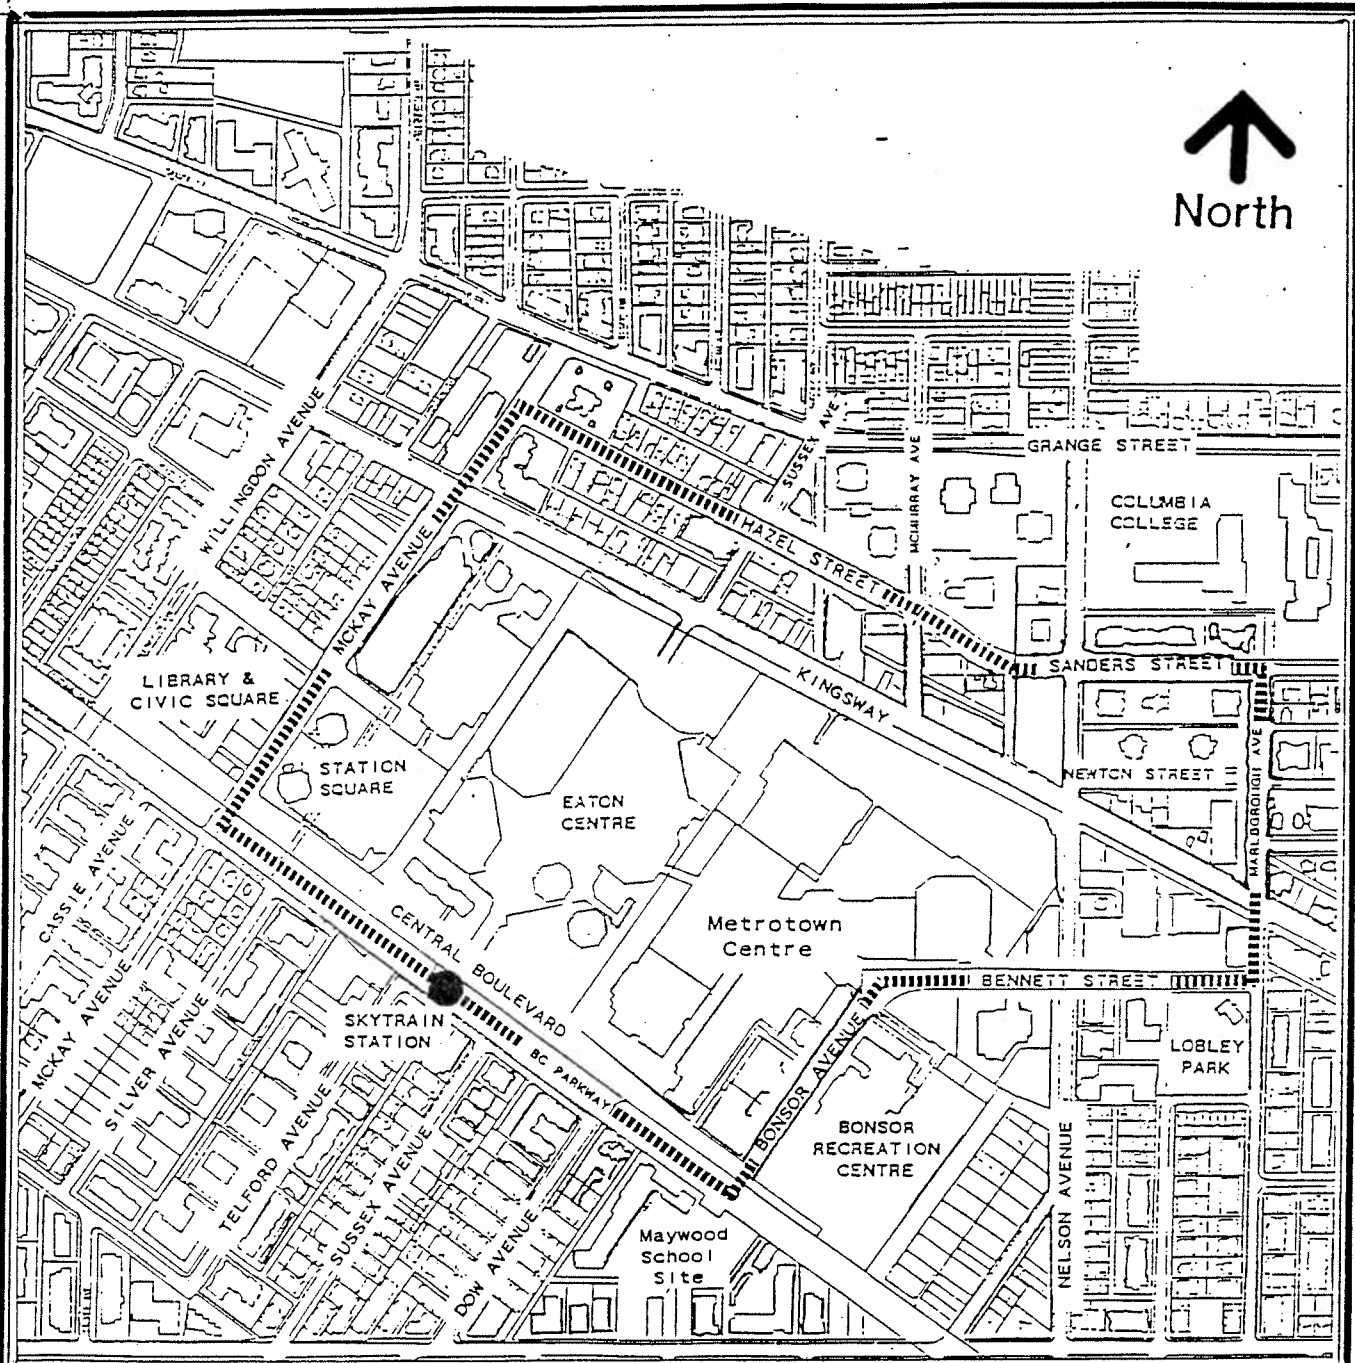 North
SUSSEX AVE
MCMURRAY AVE
GRANGE STREET
COLUMBIA
COLLEGE
WILLINGDON AVENUE
MCKAY AVENUE
HAZEL STREET
SANDERS STREET
LIBRARY &
CIVIC SQUARE
KINGSWAY
STATION
SQUARE
NEWTON STREET
MARLBOROUGH AVE
EATON
CENTRE
CASSIE AVENUE
CENTRAL BOULEVARD
Metrotown
Centre
BENNETT STREET
MCKAY AVENUE
SILVER AVENUE
SKYTRAIN
STATION
BC PARKWAY
BONSOR AVENUE
LOBLEY
PARK
TELFORD AVENUE
SUSSEX AVENUE
DOW AVENUE
BONSOR
RECREATION
CENTRE
NELSON AVENUE
Maywood
School
Site